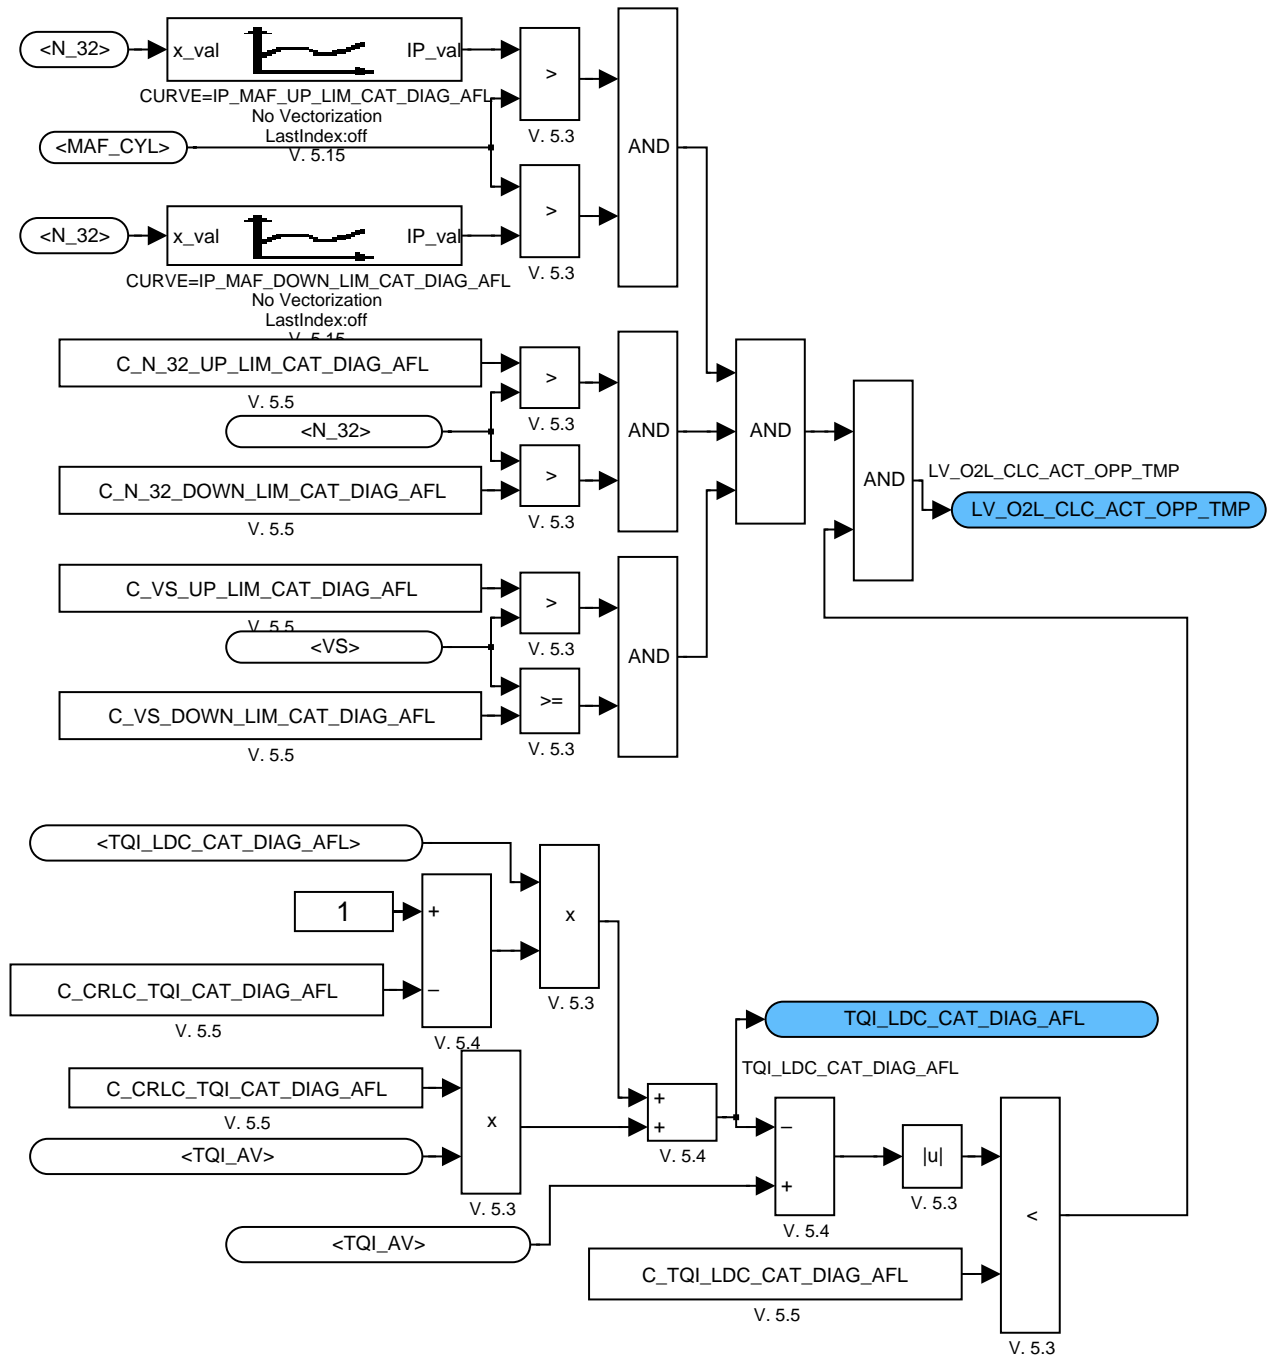 <N_32>
x_val
IP_val
>
CURVE=IP_MAF_UP_LIM_CAT_DIAG_AFL
No Vectorization
LastIndex:off
V. 5.15
V. 5.3
<MAF_CYL>
AND
>
<N_32>
x_val
IP_val
V. 5.3
CURVE=IP_MAF_DOWN_LIM_CAT_DIAG_AFL
No Vectorization
LastIndex:off
V. 5.15
C_N_32_UP_LIM_CAT_DIAG_AFL
>
V. 5.5
V. 5.3
<N_32>
AND
AND
C_N_32_DOWN_LIM_CAT_DIAG_AFL
>
V. 5.5
V. 5.3
AND
LV_O2L_CLC_ACT_OPP_TMP
LV_O2L_CLC_ACT_OPP_TMP
C_VS_UP_LIM_CAT_DIAG_AFL
>
V. 5.5
V. 5.3
<VS>
AND
C_VS_DOWN_LIM_CAT_DIAG_AFL
>=
V. 5.5
V. 5.3
<TQI_LDC_CAT_DIAG_AFL>
1
+
x
C_CRLC_TQI_CAT_DIAG_AFL
−
V. 5.3
V. 5.5
V. 5.4
TQI_LDC_CAT_DIAG_AFL
TQI_LDC_CAT_DIAG_AFL
C_CRLC_TQI_CAT_DIAG_AFL
x
+
+
V. 5.5
V. 5.4
<TQI_AV>
V. 5.3
−
+
V. 5.4
|u|
V. 5.3
<
<TQI_AV>
C_TQI_LDC_CAT_DIAG_AFL
V. 5.5
V. 5.3